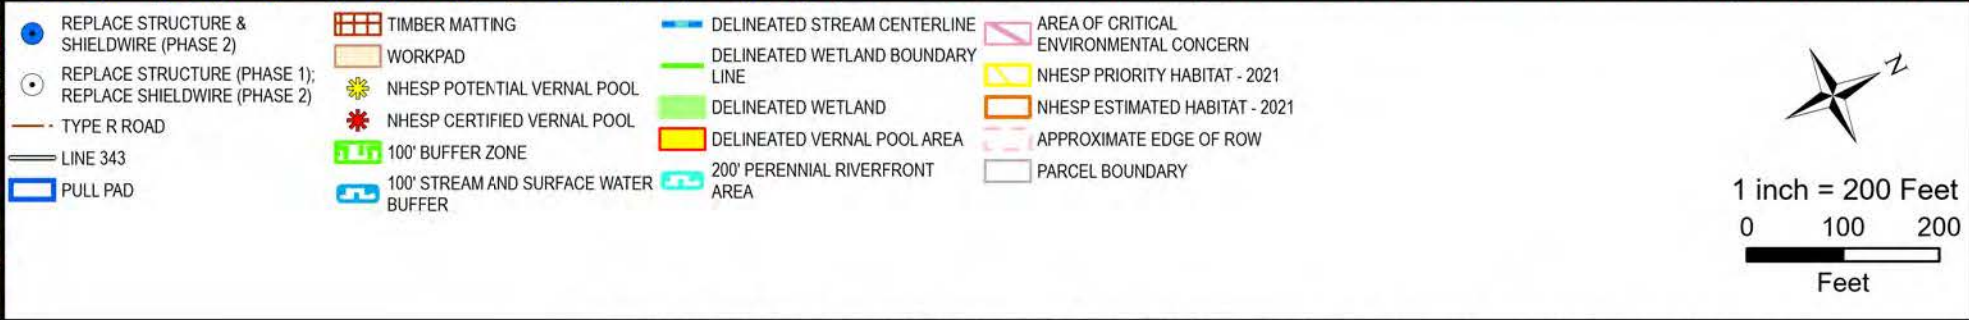 REPLACE STRUCTURE &
SHIELDWIRE (PHASE 2)
REPLACE STRUCTURE (PHASE 1);
REPLACE SHIELDWIRE (PHASE 2)
TYPE R ROAD
LINE 343
PULL PAD
TIMBER MATTING
WORKPAD
NHESP POTENTIAL VERNAL POOL
NHESP CERTIFIED VERNAL POOL
100' BUFFER ZONE
100' STREAM AND SURFACE WATER
BUFFER
DELINEATED STREAM CENTERLINE
DELINEATED WETLAND BOUNDARY
LINE
DELINEATED WETLAND
DELINEATED VERNAL POOL AREA
200' PERENNIAL RIVERFRONT
AREA
AREA OF CRITICAL
ENVIRONMENTAL CONCERN
NHESP PRIORITY HABITAT - 2021
NHESP ESTIMATED HABITAT - 2021
APPROXIMATE EDGE OF ROW
PARCEL BOUNDARY
N
1 inch = 200 Feet
0 100 200
Feet